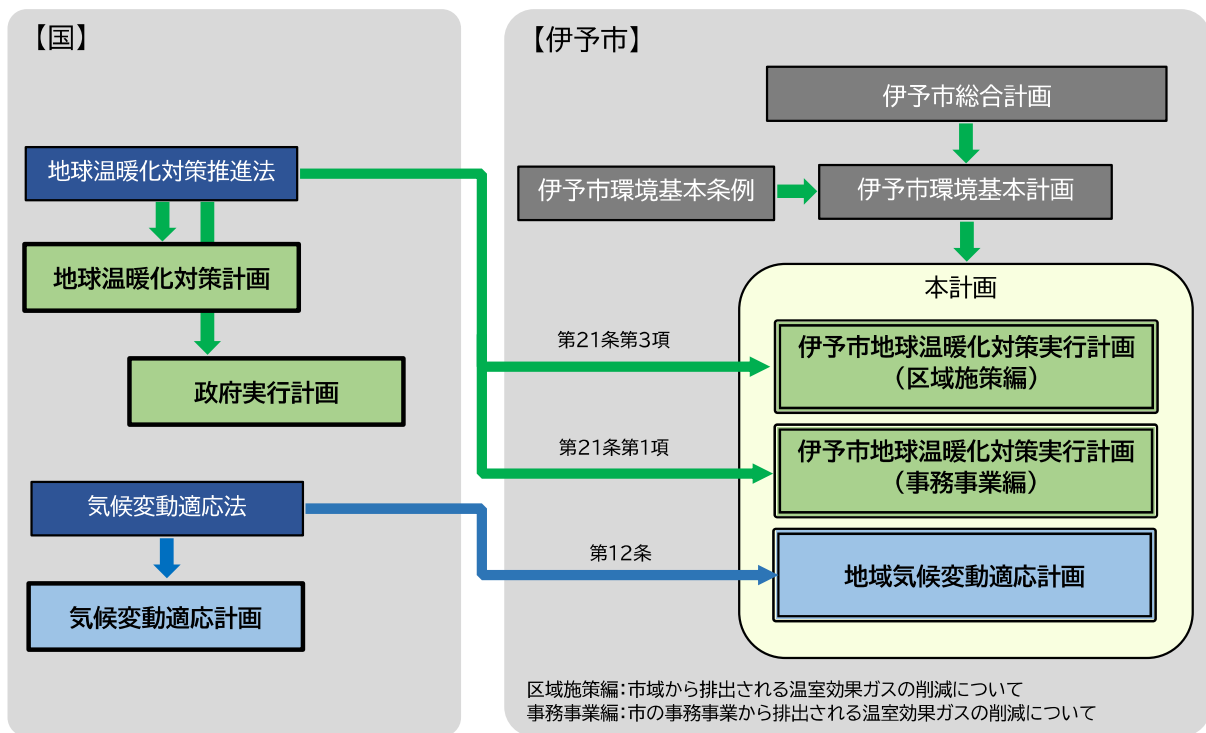 【国】
地球温暖化対策推進法
地球温暖化対策計画
政府実行計画
気候変動適応法
気候変動適応計画
【伊予市】
伊予市総合計画
伊予市環境基本条例
伊予市環境基本計画
本計画
第21条第3項
伊予市地球温暖化対策実行計画
（区域施策編）
第21条第1項
伊予市地球温暖化対策実行計画
（事務事業編）
第12条
地域気候変動適応計画
区域施策編：市域から排出される温室効果ガスの削減について
事務事業編：市の事務事業から排出される温室効果ガスの削減について